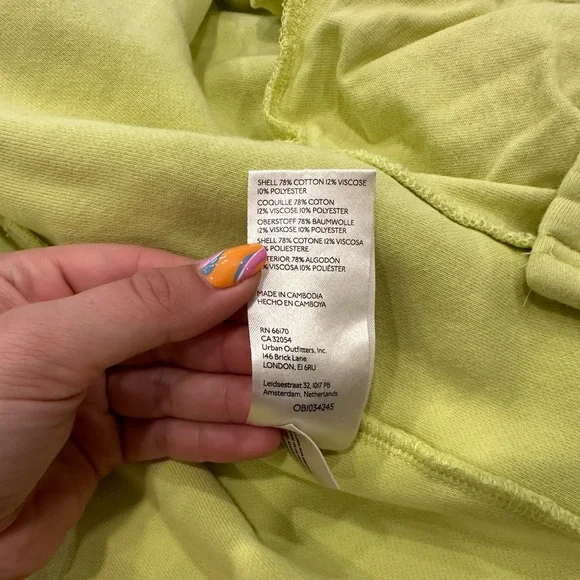 SHELL 78% COTTON 12% VISCOSE
10% POLYESTER
COQUILLE 78% COTON
12% VISCOSE 10% POLYESTER
OBERSTOFF 78% BAUMWOLLE
12% VISKOSE 10% POLYESTER
SHELL 78% COTONE 12% VISCOSA
POLIESTERE
78% ALGODÓN
VISCOSA 10% POLIÉSTER
MADE IN CAMBODIA
HECHO EN CAMBOYA
RN 66170
CA 32054
Urban Outfitters, Inc.
146 Brick Lane
LONDON, E1 6RU
Leidsestraat 32, 1017 PB
Amsterdam, Netherlands
OB1034245